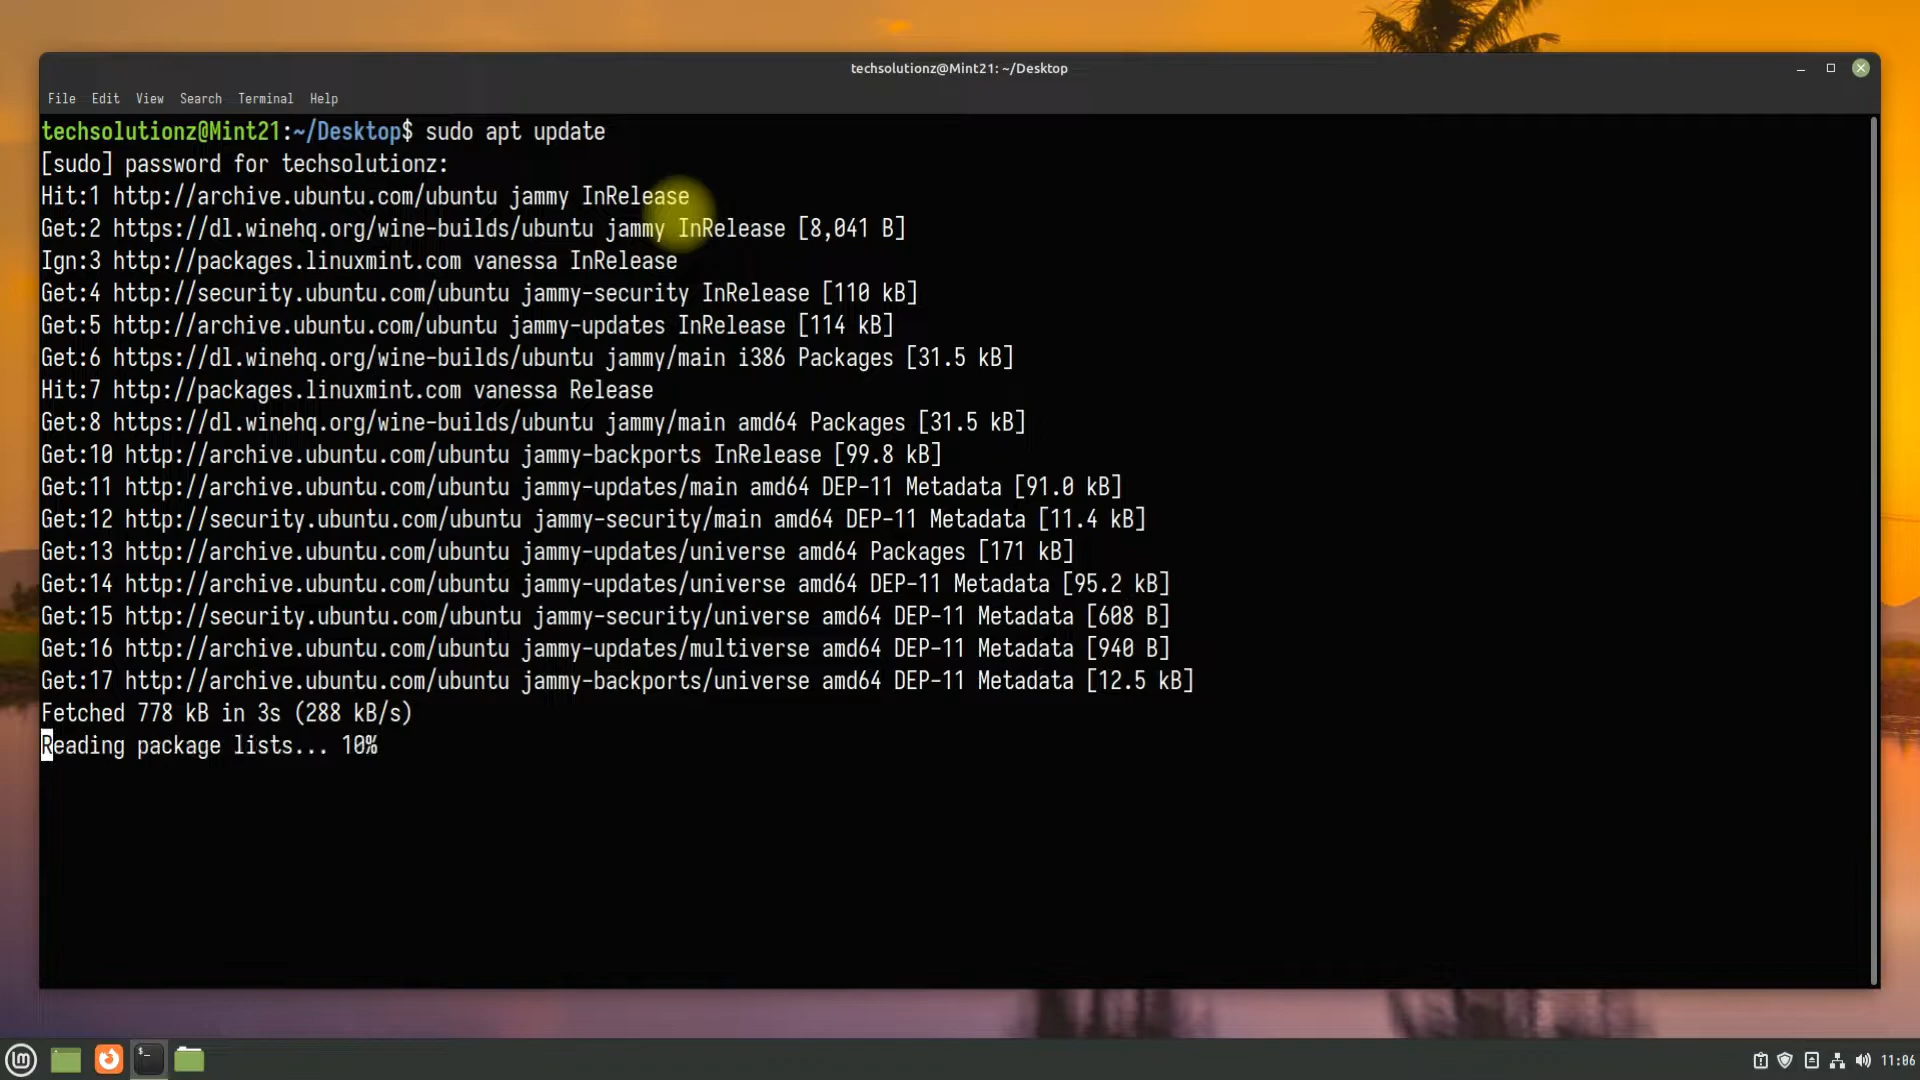 techsolutionz@Mint21: ~/Desktop
File Edit View Search Terminal Help
techsolutionz@Mint21:~/Desktop$ sudo apt update
[sudo] password for techsolutionz:
Hit:1 http://archive.ubuntu.com/ubuntu jammy InRelease
Get:2 https://dl.winehq.org/wine-builds/ubuntu jammy InRelease [8,041 B]
Ign:3 http://packages.linuxmint.com vanessa InRelease
Get:4 http://security.ubuntu.com/ubuntu jammy-security InRelease [110 kB]
Get:5 http://archive.ubuntu.com/ubuntu jammy-updates InRelease [114 kB]
Get:6 https://dl.winehq.org/wine-builds/ubuntu jammy/main i386 Packages [31.5 kB]
Hit:7 http://packages.linuxmint.com vanessa Release
Get:8 https://dl.winehq.org/wine-builds/ubuntu jammy/main amd64 Packages [31.5 kB]
Get:10 http://archive.ubuntu.com/ubuntu jammy-backports InRelease [99.8 kB]
Get:11 http://archive.ubuntu.com/ubuntu jammy-updates/main amd64 DEP-11 Metadata [91.0 kB]
Get:12 http://security.ubuntu.com/ubuntu jammy-security/main amd64 DEP-11 Metadata [11.4 kB]
Get:13 http://archive.ubuntu.com/ubuntu jammy-updates/universe amd64 Packages [171 kB]
Get:14 http://archive.ubuntu.com/ubuntu jammy-updates/universe amd64 DEP-11 Metadata [95.2 kB]
Get:15 http://security.ubuntu.com/ubuntu jammy-security/universe amd64 DEP-11 Metadata [608 B]
Get:16 http://archive.ubuntu.com/ubuntu jammy-updates/multiverse amd64 DEP-11 Metadata [940 B]
Get:17 http://archive.ubuntu.com/ubuntu jammy-backports/universe amd64 DEP-11 Metadata [12.5 kB]
Fetched 778 kB in 3s (288 kB/s)
Reading package lists... 10%
11:06